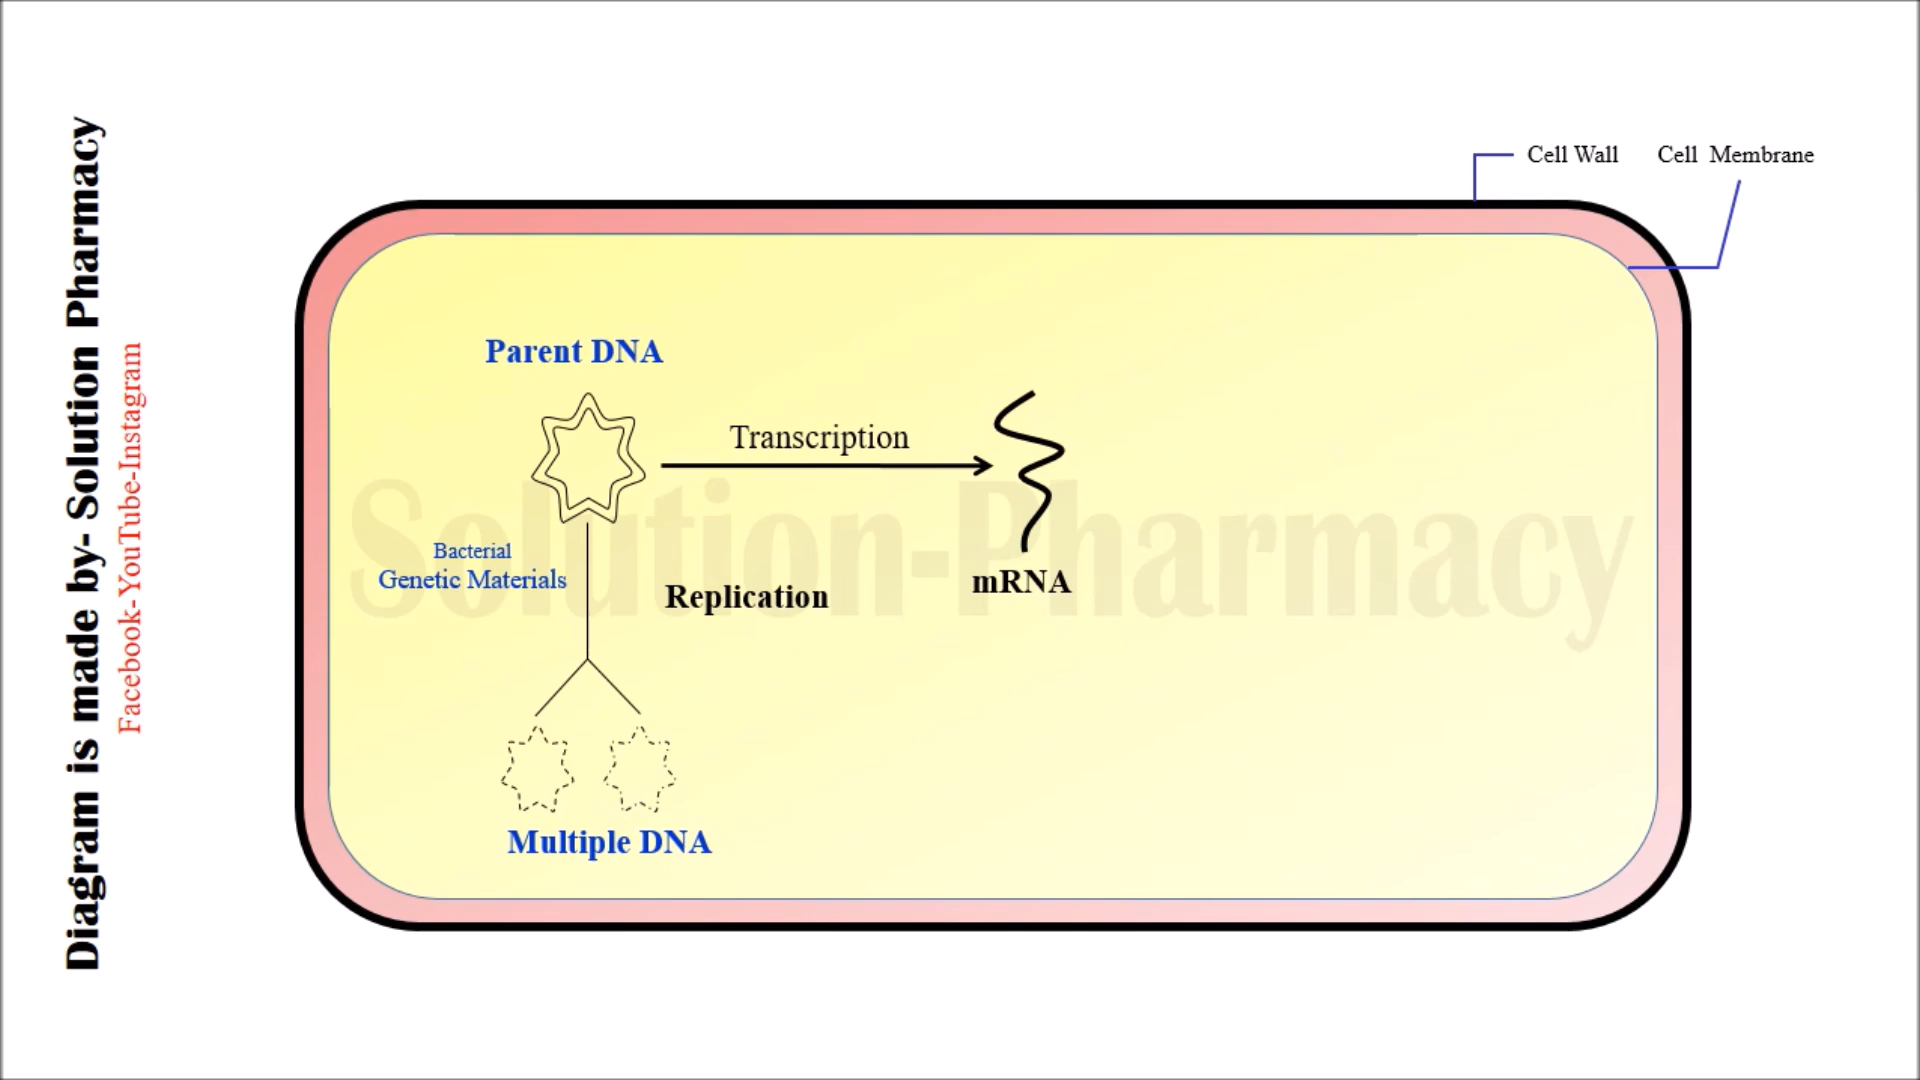 Diagram is made by- Solution Pharmacy
Facebook-YouTube-Instagram
Cell Wall
Cell Membrane
Parent DNA
Transcription
Solution-Pharmacy
Bacterial
Genetic Materials
Replication
mRNA
Multiple DNA